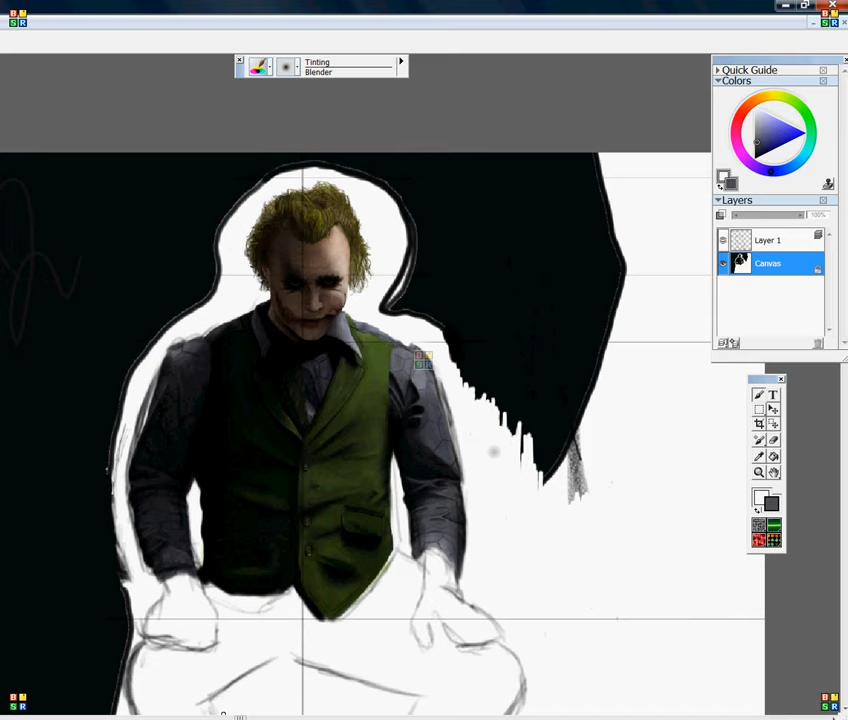 Tinting
Blender
Quick Guide
Colors
Layers
100%
Layer 1
Canvas
T